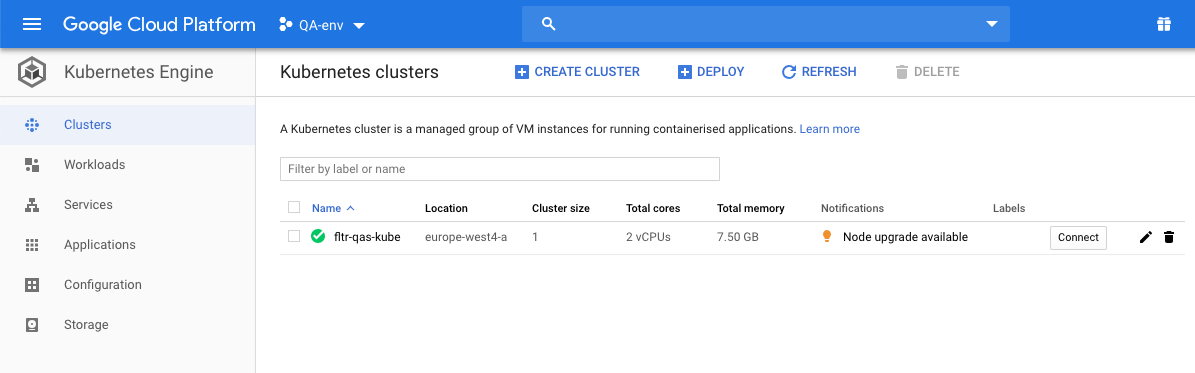 Google Cloud Platform QA-env
Kubernetes Engine
Kubernetes clusters CREATE CLUSTER DEPLOY REFRESH DELETE
Clusters
Workloads
Services
Applications
Configuration
Storage
A Kubernetes cluster is a managed group of VM instances for running containerised applications. Learn more
Filter by label or name
Name Location Cluster size Total cores Total memory Notifications Labels
fltr-qas-kube europe-west4-a 1 2 vCPUs 7.50 GB Node upgrade available Connect